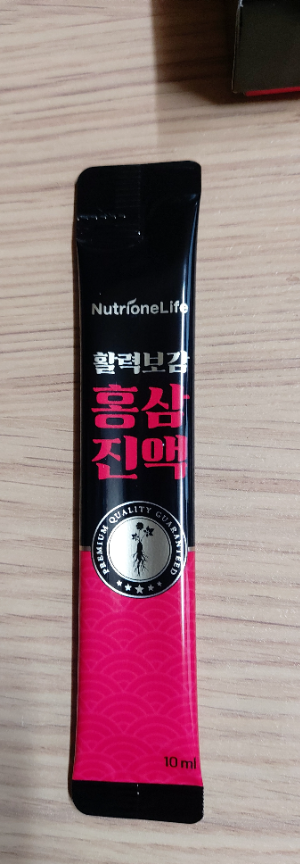 NutrioneLife
활력보감
홍삼
진액
PREMIUM QUALITY GUARANTEED
10 ml